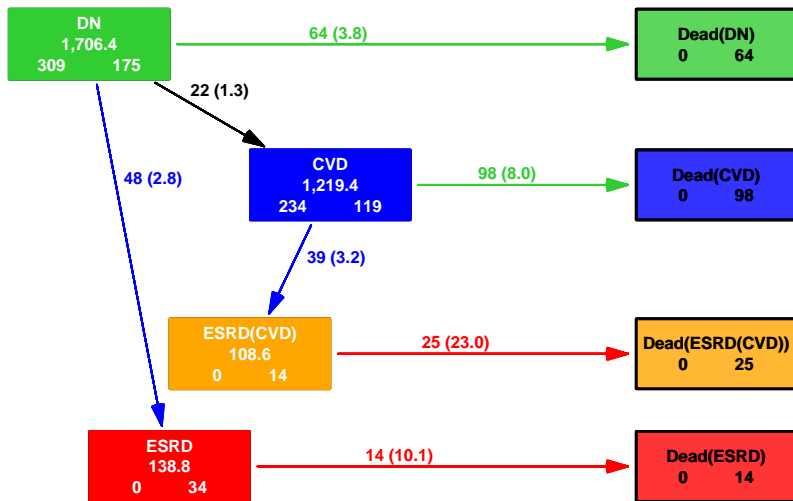 DN
1,706.4
309 175
64 (3.8)
Dead(DN)
0 64
22 (1.3)
48 (2.8)
CVD
1,219.4
234 119
98 (8.0)
Dead(CVD)
0 98
39 (3.2)
ESRD(CVD)
108.6
0 14
25 (23.0)
Dead(ESRD(CVD))
0 25
ESRD
138.8
0 34
14 (10.1)
Dead(ESRD)
0 14